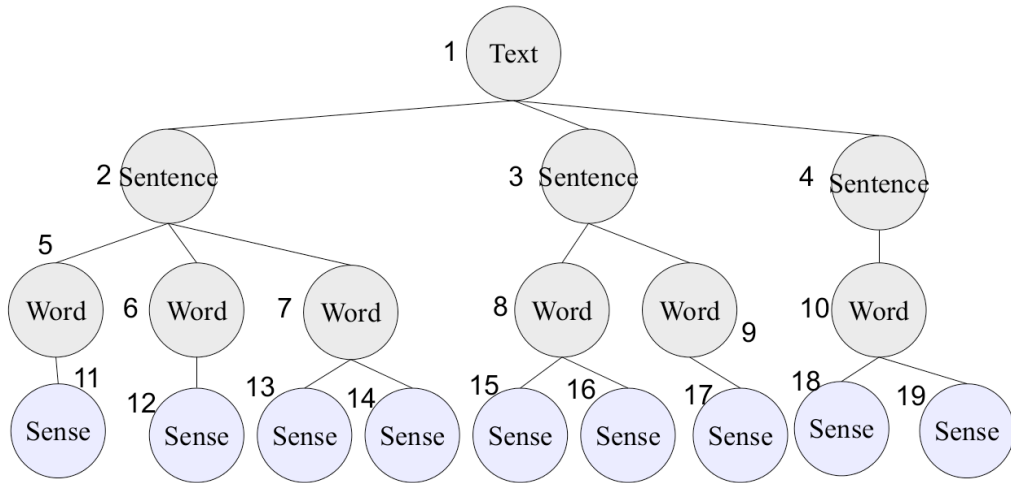 1 Text
2 Sentence
3 Sentence
4 Sentence
5 Word
6 Word
7 Word
8 Word
Word 9
10 Word
11 Sense
12 Sense
13 Sense
14 Sense
15 Sense
16 Sense
17 Sense
18 Sense
19 Sense